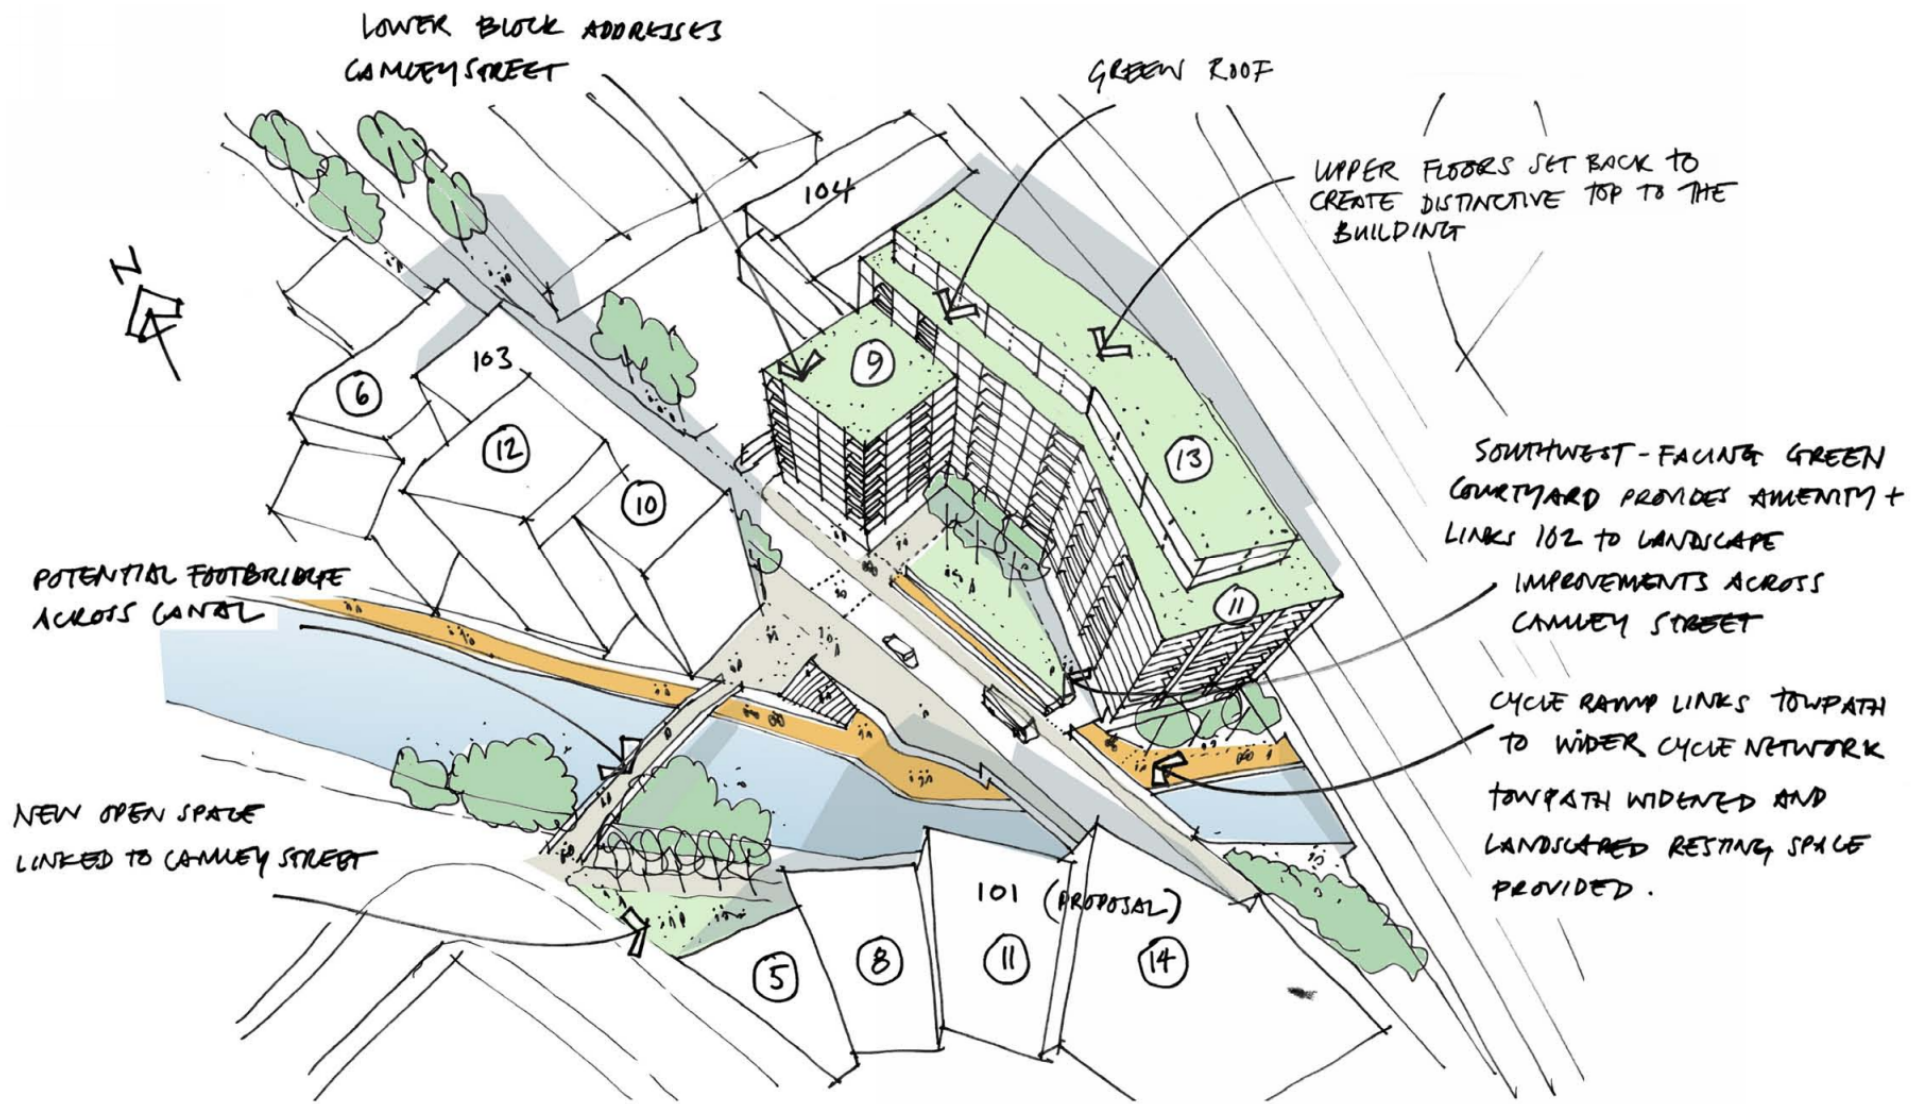 LOWER BLOCK ADDRESSES
CAMLEY STREET
GREEN ROOF
UPPER FLOORS SET BACK TO
CREATE DISTINCTIVE TOP TO THE
BUILDING
N
104
103
6
9
12
10
13
11
SOUTHWEST-FACING GREEN
COURTYARD PROVIDES AMENITY +
LINKS 102 TO LANDSCAPE
IMPROVEMENTS ACROSS
CAMLEY STREET
POTENTIAL FOOTBRIDGE
ACROSS CANAL
CYCLE RAMP LINKS TOWPATH
TO WIDER CYCLE NETWORK
TOWPATH WIDENED AND
LANDSCAPED RESTING SPACE
PROVIDED.
NEW OPEN SPACE
LINKED TO CAMLEY STREET
101 (PROPOSAL)
5
8
11
14